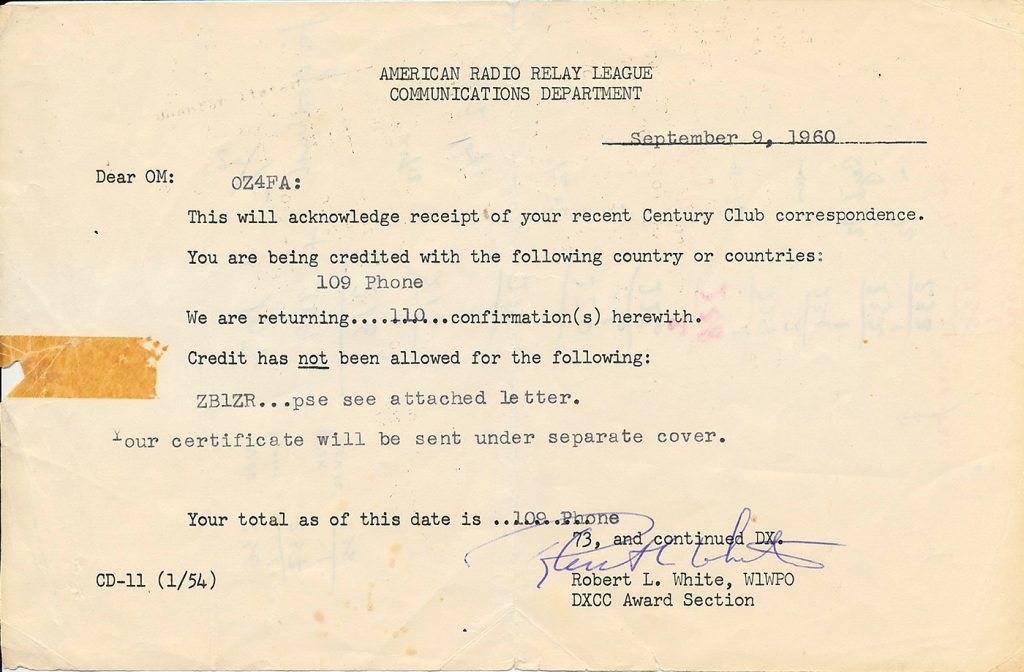 AMERICAN RADIO RELAY LEAGUE
COMMUNICATIONS DEPARTMENT
September 9, 1960
Dear OM: OZ4FA:
This will acknowledge receipt of your recent Century Club correspondence.
You are being credited with the following country or countries:
109 Phone
We are returning....110...confirmation(s) herewith.
Credit has not been allowed for the following:
ZB1ZR...pse see attached letter.
Your certificate will be sent under separate cover.
Your total as of this date is ..109 Phone
73, and continued DX.
Robert L. White
Robert L. White, W1WPO
CD-11 (1/54)
DXCC Award Section